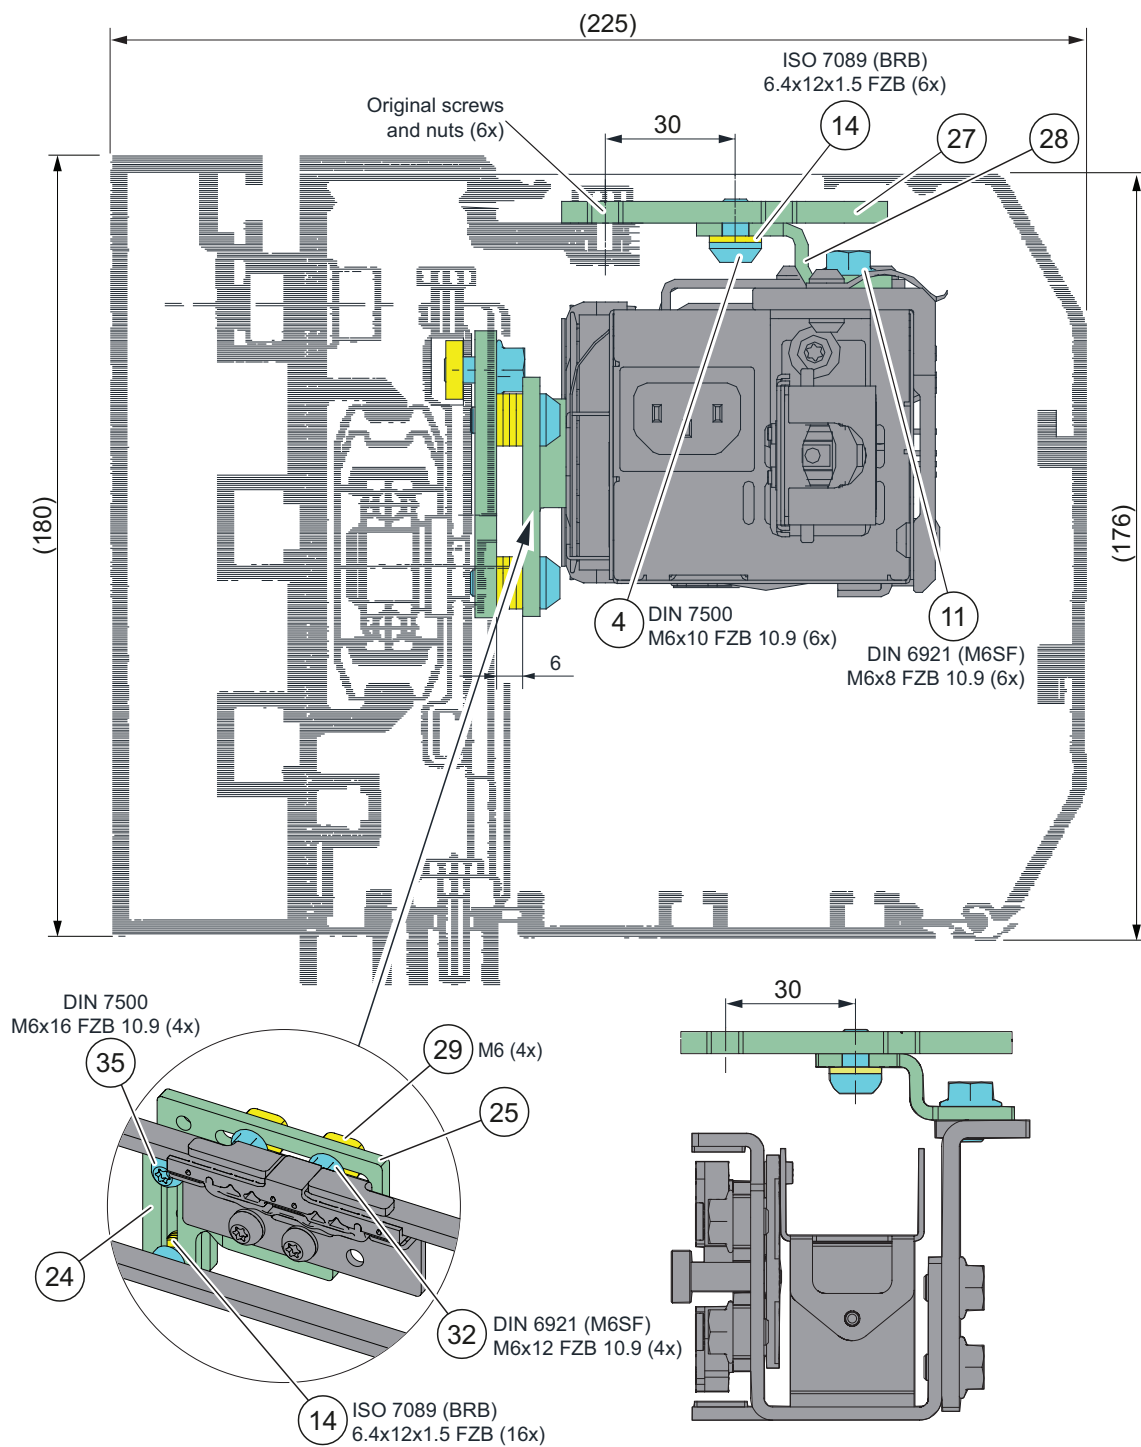 (225)
ISO 7089 (BRB)
6.4x12x1.5 FZB (6x)
Original screws
and nuts (6x)
30
14
27
28
(180)
(176)
4
DIN 7500
M6x10 FZB 10.9 (6x)
11
DIN 6921 (M6SF)
M6x8 FZB 10.9 (6x)
6
DIN 7500
M6x16 FZB 10.9 (4x)
35
29
M6 (4x)
25
24
32
DIN 6921 (M6SF)
M6x12 FZB 10.9 (4x)
14
ISO 7089 (BRB)
6.4x12x1.5 FZB (16x)
30